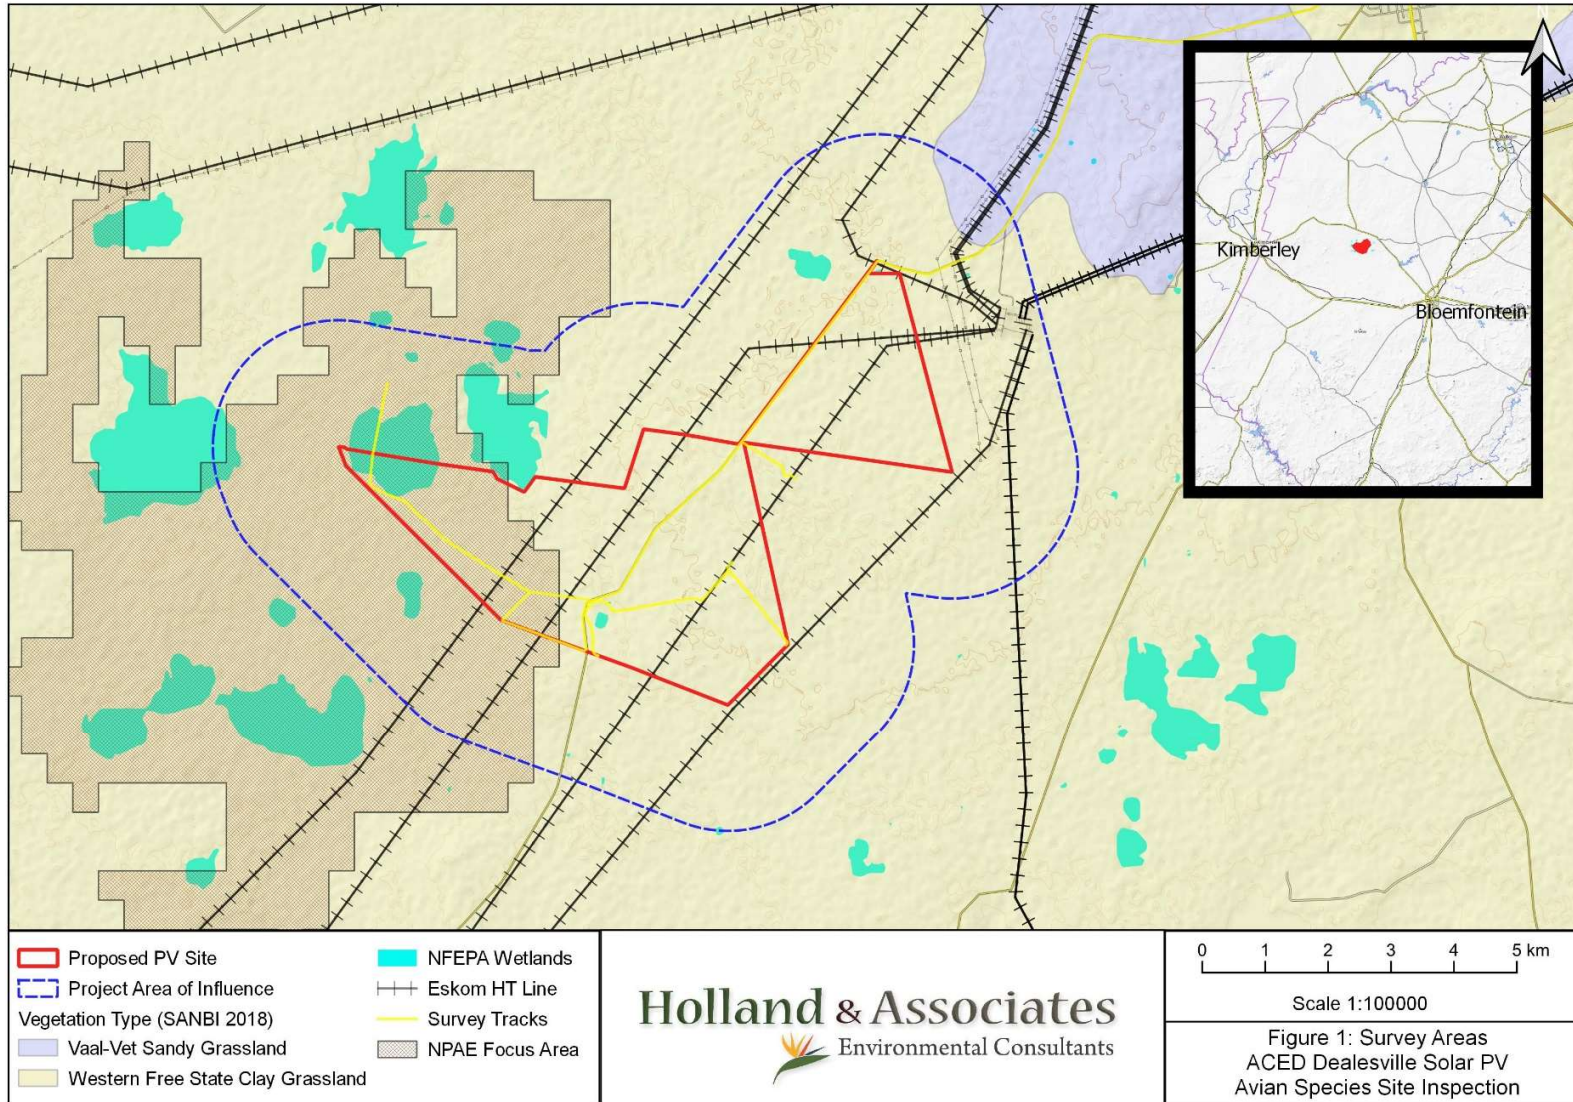 N
Kimberley
Bloemfontein
Proposed PV Site
Project Area of Influence
Vegetation Type (SANBI 2018)
Vaal-Vet Sandy Grassland
Western Free State Clay Grassland
NFEPA Wetlands
Eskom HT Line
Survey Tracks
NPAE Focus Area
Holland & Associates
Environmental Consultants
0 1 2 3 4 5 km
Scale 1:100000
Figure 1: Survey Areas
ACED Dealesville Solar PV
Avian Species Site Inspection